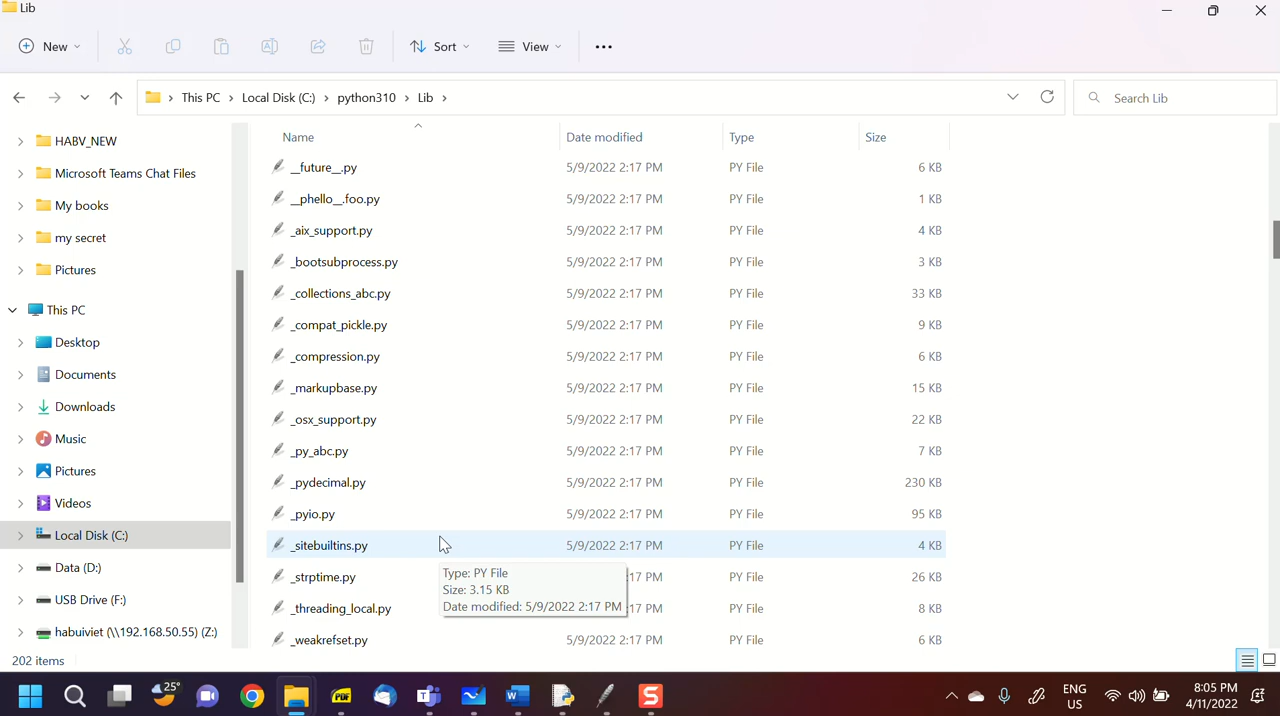 Lib
New
Sort
View
This PC
Local Disk (C:)
python310
Lib
Search Lib
HABV_NEW
Microsoft Teams Chat Files
My books
my secret
Pictures
This PC
Desktop
Documents
Downloads
Music
Pictures
Videos
Local Disk (C:)
Data (D:)
USB Drive (F:)
habuiviet (\\192.168.50.55) (Z:)
Name Date modified Type Size
__future__.py 5/9/2022 2:17 PM PY File 6 KB
__phello__.foo.py 5/9/2022 2:17 PM PY File 1 KB
_aix_support.py 5/9/2022 2:17 PM PY File 4 KB
_bootsubprocess.py 5/9/2022 2:17 PM PY File 3 KB
_collections_abc.py 5/9/2022 2:17 PM PY File 33 KB
_compat_pickle.py 5/9/2022 2:17 PM PY File 9 KB
_compression.py 5/9/2022 2:17 PM PY File 6 KB
_markupbase.py 5/9/2022 2:17 PM PY File 15 KB
_osx_support.py 5/9/2022 2:17 PM PY File 22 KB
_py_abc.py 5/9/2022 2:17 PM PY File 7 KB
_pydecimal.py 5/9/2022 2:17 PM PY File 230 KB
_pyio.py 5/9/2022 2:17 PM PY File 95 KB
_sitebuiltins.py 5/9/2022 2:17 PM PY File 4 KB
_strptime.py :17 PM PY File 26 KB
_threading_local.py :17 PM PY File 8 KB
_weakrefset.py 5/9/2022 2:17 PM PY File 6 KB
Type: PY File
Size: 3.15 KB
Date modified: 5/9/2022 2:17 PM
202 items
25°
PDF
ENG
US
8:05 PM
4/11/2022